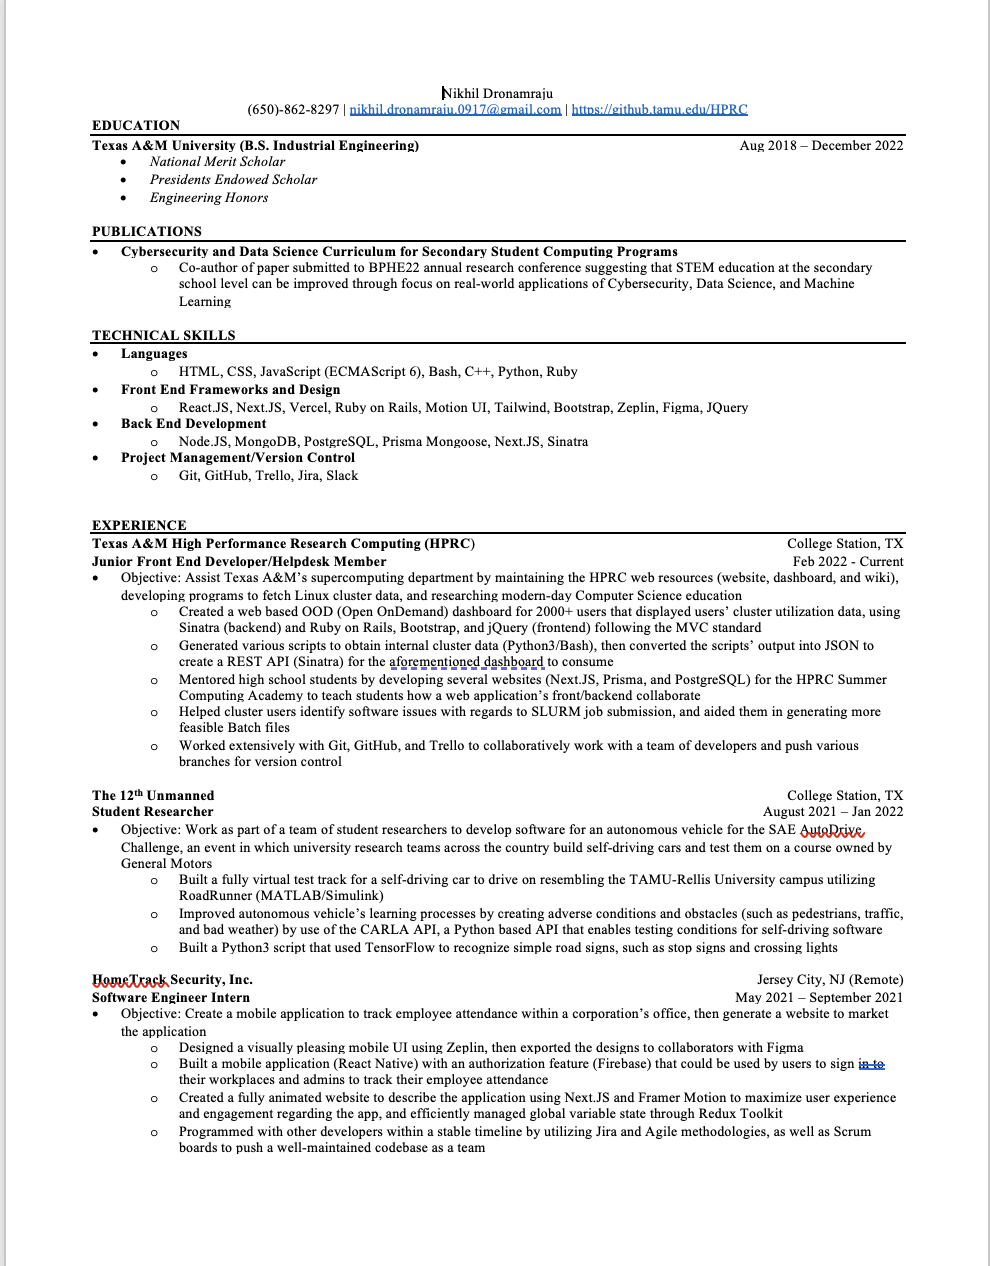 Nikhil Dronamraju
(650)-862-8297 | nikhil.dronamraju.0917@gmail.com | https://github.tamu.edu/HPRC
EDUCATION
Texas A&M University (B.S. Industrial Engineering) Aug 2018 – December 2022
• National Merit Scholar
• Presidents Endowed Scholar
• Engineering Honors
PUBLICATIONS
• Cybersecurity and Data Science Curriculum for Secondary Student Computing Programs
o Co-author of paper submitted to BPHE22 annual research conference suggesting that STEM education at the secondary
school level can be improved through focus on real-world applications of Cybersecurity, Data Science, and Machine
Learning
TECHNICAL SKILLS
• Languages
o HTML, CSS, JavaScript (ECMAScript 6), Bash, C++, Python, Ruby
• Front End Frameworks and Design
o React.JS, Next.JS, Vercel, Ruby on Rails, Motion UI, Tailwind, Bootstrap, Zeplin, Figma, JQuery
• Back End Development
o Node.JS, MongoDB, PostgreSQL, Prisma Mongoose, Next.JS, Sinatra
• Project Management/Version Control
o Git, GitHub, Trello, Jira, Slack
EXPERIENCE
Texas A&M High Performance Research Computing (HPRC) College Station, TX
Junior Front End Developer/Helpdesk Member Feb 2022 - Current
• Objective: Assist Texas A&M's supercomputing department by maintaining the HPRC web resources (website, dashboard, and wiki),
developing programs to fetch Linux cluster data, and researching modern-day Computer Science education
o Created a web based OOD (Open OnDemand) dashboard for 2000+ users that displayed users' cluster utilization data, using
Sinatra (backend) and Ruby on Rails, Bootstrap, and jQuery (frontend) following the MVC standard
o Generated various scripts to obtain internal cluster data (Python3/Bash), then converted the scripts' output into JSON to
create a REST API (Sinatra) for the aforementioned dashboard to consume
o Mentored high school students by developing several websites (Next.JS, Prisma, and PostgreSQL) for the HPRC Summer
Computing Academy to teach students how a web application's front/backend collaborate
o Helped cluster users identify software issues with regards to SLURM job submission, and aided them in generating more
feasible Batch files
o Worked extensively with Git, GitHub, and Trello to collaboratively work with a team of developers and push various
branches for version control
The 12th Unmanned College Station, TX
Student Researcher August 2021 – Jan 2022
• Objective: Work as part of a team of student researchers to develop software for an autonomous vehicle for the SAE AutoDrive
Challenge, an event in which university research teams across the country build self-driving cars and test them on a course owned by
General Motors
o Built a fully virtual test track for a self-driving car to drive on resembling the TAMU-Rellis University campus utilizing
RoadRunner (MATLAB/Simulink)
o Improved autonomous vehicle's learning processes by creating adverse conditions and obstacles (such as pedestrians, traffic,
and bad weather) by use of the CARLA API, a Python based API that enables testing conditions for self-driving software
o Built a Python3 script that used TensorFlow to recognize simple road signs, such as stop signs and crossing lights
HomeTrack Security, Inc. Jersey City, NJ (Remote)
Software Engineer Intern May 2021 – September 2021
• Objective: Create a mobile application to track employee attendance within a corporation's office, then generate a website to market
the application
o Designed a visually pleasing mobile UI using Zeplin, then exported the designs to collaborators with Figma
o Built a mobile application (React Native) with an authorization feature (Firebase) that could be used by users to sign in to
their workplaces and admins to track their employee attendance
o Created a fully animated website to describe the application using Next.JS and Framer Motion to maximize user experience
and engagement regarding the app, and efficiently managed global variable state through Redux Toolkit
o Programmed with other developers within a stable timeline by utilizing Jira and Agile methodologies, as well as Scrum
boards to push a well-maintained codebase as a team